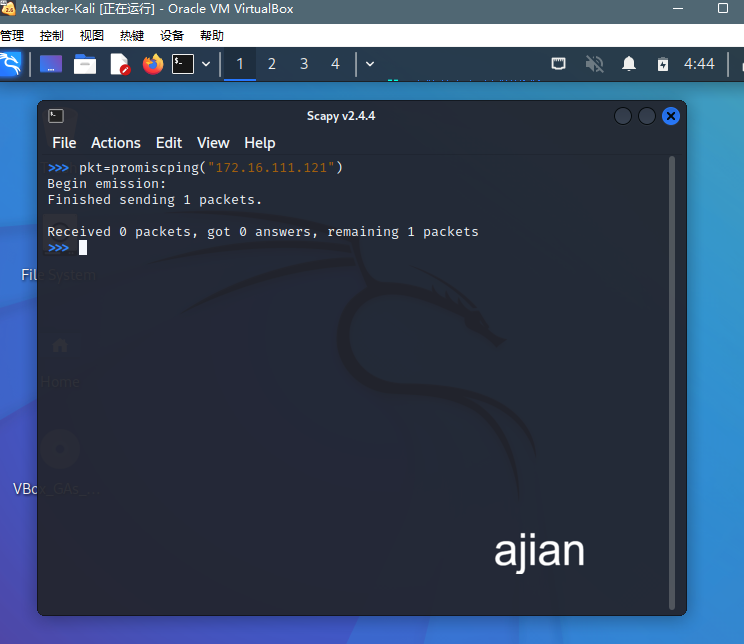 Attacker-Kali [正在运行] - Oracle VM VirtualBox
管理 控制 视图 热键 设备 帮助
1 2 3 4 4:44
Scapy v2.4.4
File Actions Edit View Help
>>> pkt=promiscping("172.16.111.121")
Begin emission:
Finished sending 1 packets.
Received 0 packets, got 0 answers, remaining 1 packets
>>>
File System
Home
VBox_GAs_...
ajian